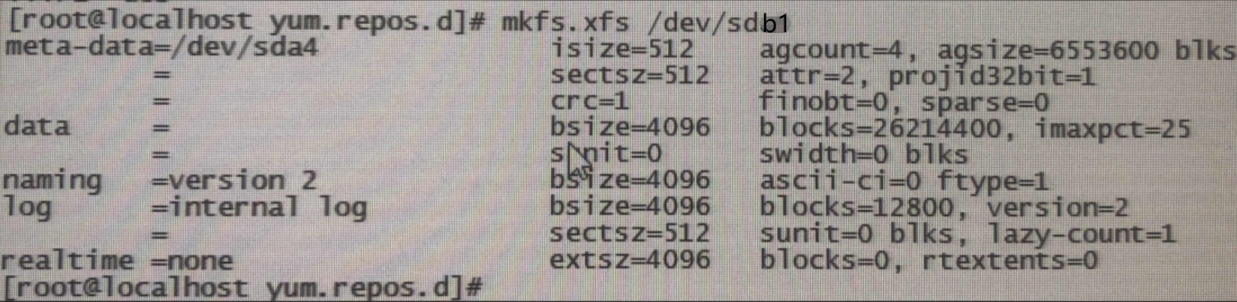 [root@localhost yum.repos.d]# mkfs.xfs /dev/sdb1
meta-data=/dev/sda4 isize=512 agcount=4, agsize=6553600 blks
= sectsz=512 attr=2, projid32bit=1
= crc=1 finobt=0, sparse=0
data = bsize=4096 blocks=26214400, imaxpct=25
= sunit=0 swidth=0 blks
naming =version 2 bsize=4096 ascii-ci=0 ftype=1
log =internal log bsize=4096 blocks=12800, version=2
= sectsz=512 sunit=0 blks, lazy-count=1
realtime =none extsz=4096 blocks=0, rtextents=0
[root@localhost yum.repos.d]#